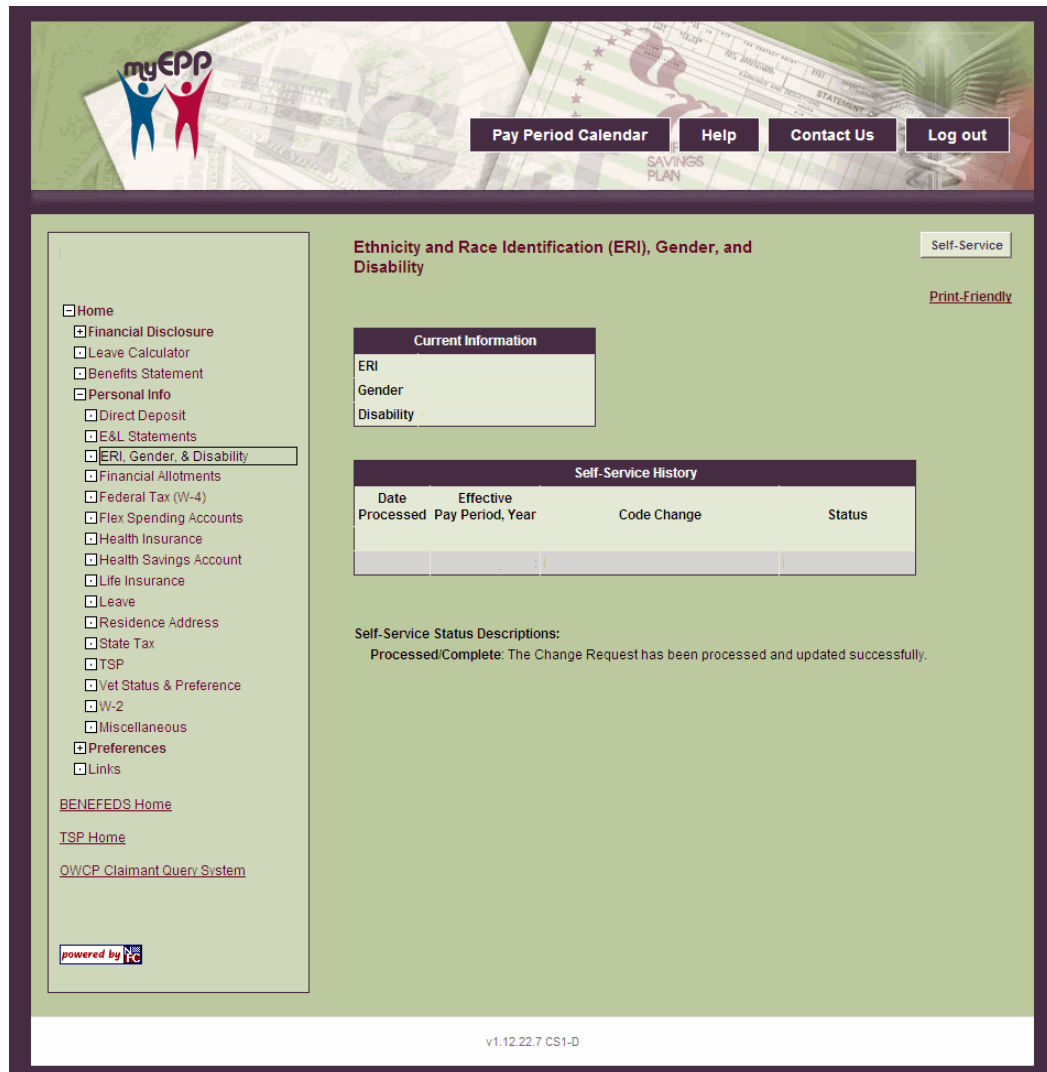 myEPP
STATEMENT
Pay Period Calendar
Help
Contact Us
Log out
SAVINGS
PLAN
Home
Financial Disclosure
Leave Calculator
Benefits Statement
Personal Info
Direct Deposit
E&L Statements
ERI, Gender, & Disability
Financial Allotments
Federal Tax (W-4)
Flex Spending Accounts
Health Insurance
Health Savings Account
Life Insurance
Leave
Residence Address
State Tax
TSP
Vet Status & Preference
W-2
Miscellaneous
Preferences
Links
BENEFEDS Home
TSP Home
OWCP Claimant Query System
powered by NFC
Ethnicity and Race Identification (ERI), Gender, and
Disability
Self-Service
Print-Friendly
Current Information
ERI
Gender
Disability
Self-Service History
Date Processed
Effective Pay Period, Year
Code Change
Status
Self-Service Status Descriptions:
Processed/Complete: The Change Request has been processed and updated successfully.
v1.12.22.7 CS1-D